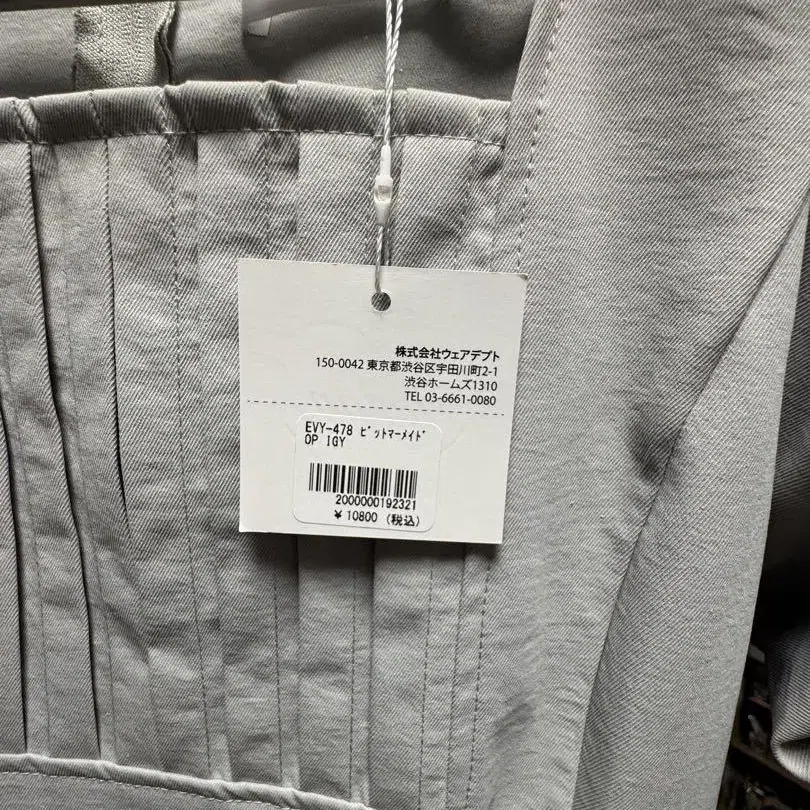 株式会社ウェアデプト
150-0042 東京都渋谷区宇田川町2-1
渋谷ホームズ1310
TEL 03-6661-0080
EVY-478 ﾋﾟｯﾄﾏｰﾒｲﾄﾞ
OP IGY
2000000192321
¥ 10800 (税込)